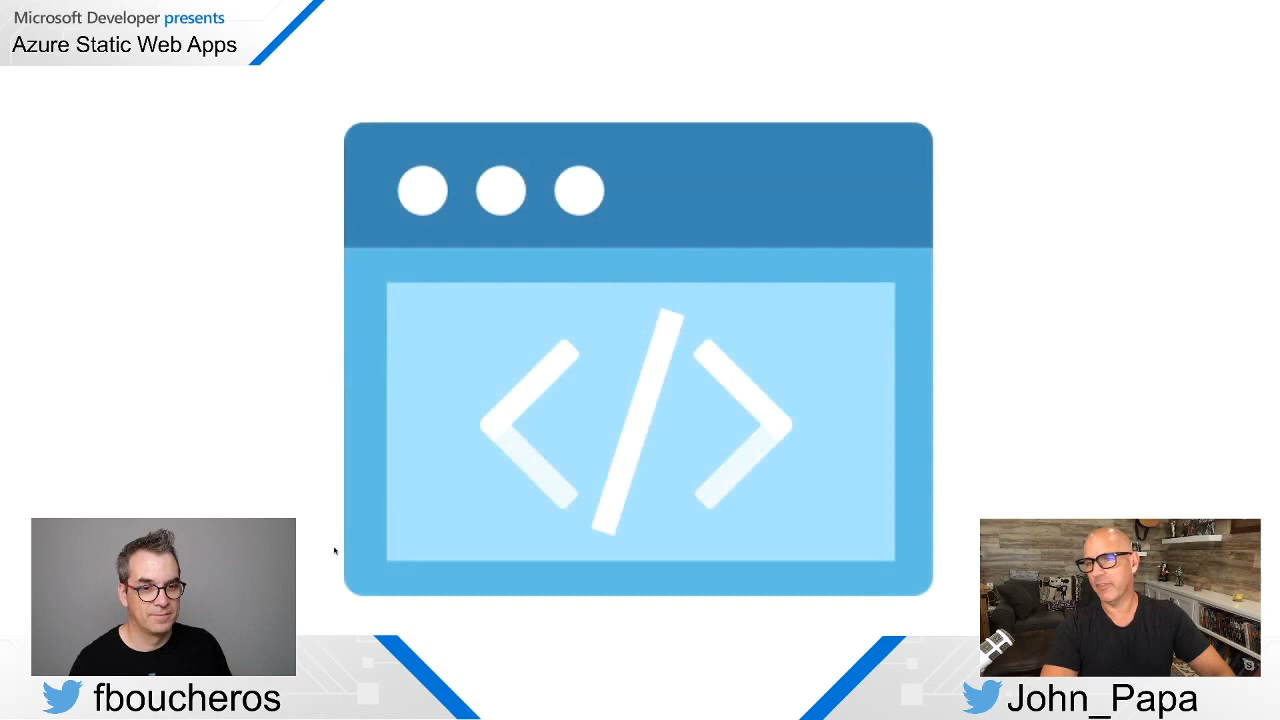 Microsoft Developer presents
Azure Static Web Apps
</>
fboucheros
John_Papa